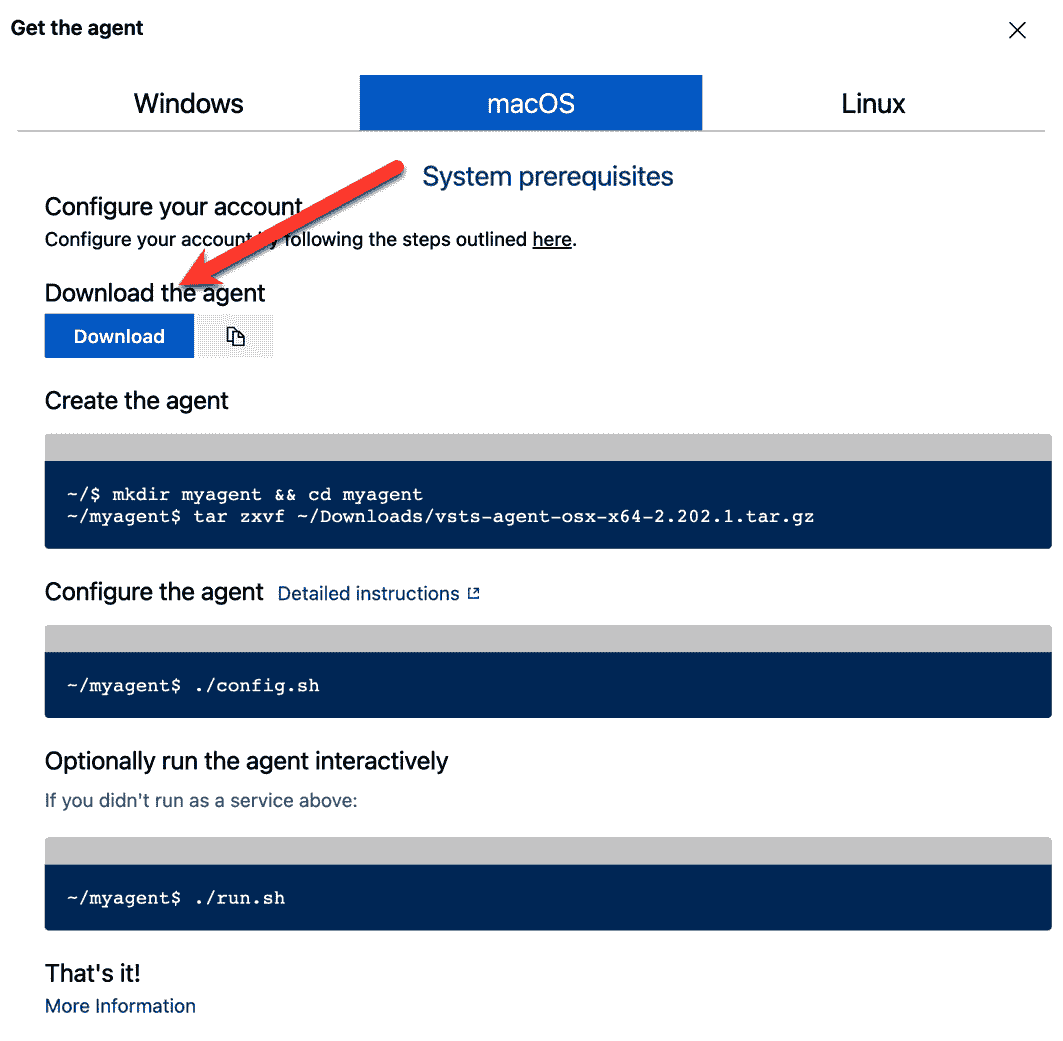 Get the agent
Windows
macOS
Linux
System prerequisites
Configure your account
Configure your account by following the steps outlined here.
Download the agent
Download
Create the agent
~/$ mkdir myagent && cd myagent
~/myagent$ tar zxvf ~/Downloads/vsts-agent-osx-x64-2.202.1.tar.gz
Configure the agent Detailed instructions
~/myagent$ ./config.sh
Optionally run the agent interactively
If you didn't run as a service above:
~/myagent$ ./run.sh
That's it!
More Information